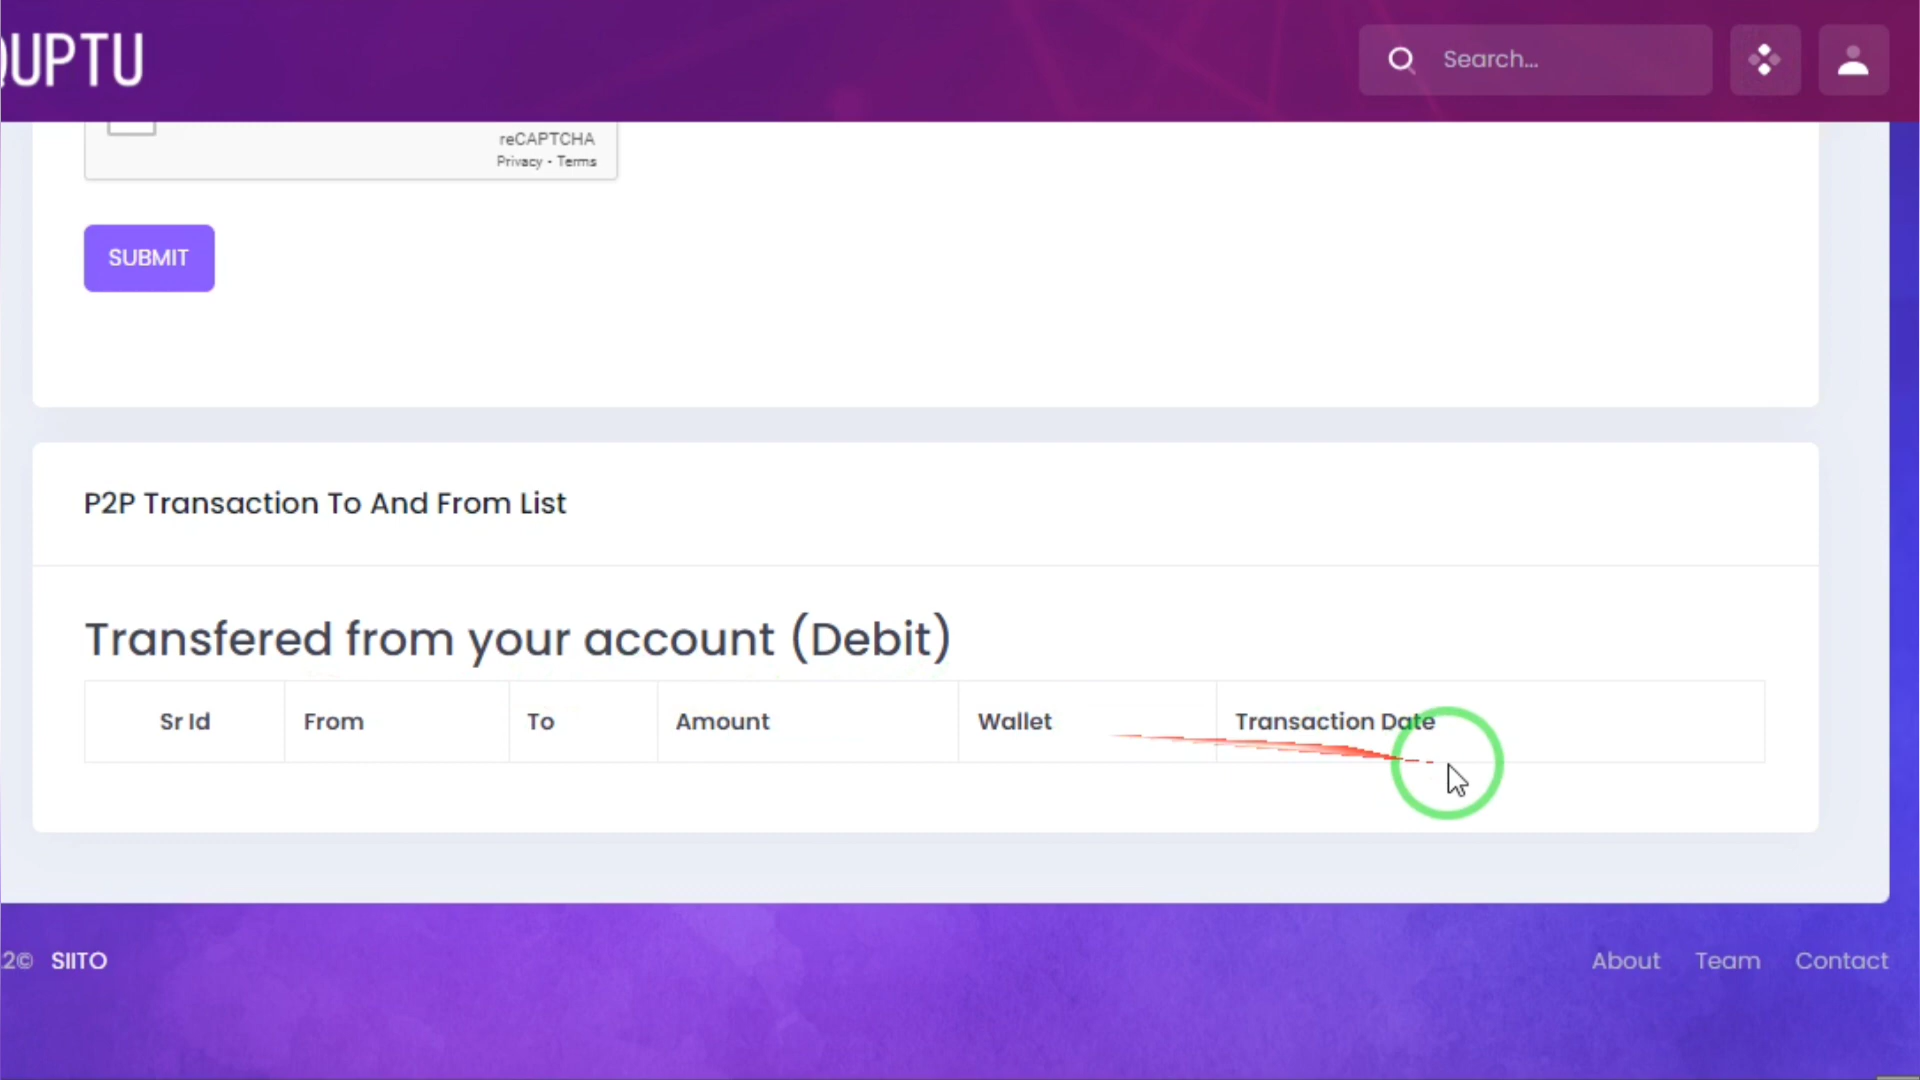 QUPTU
Search...
reCAPTCHA
Privacy - Terms
SUBMIT
P2P Transaction To And From List
Transfered from your account (Debit)
Sr Id From To Amount Wallet Transaction Date
2© SIITO About Team Contact